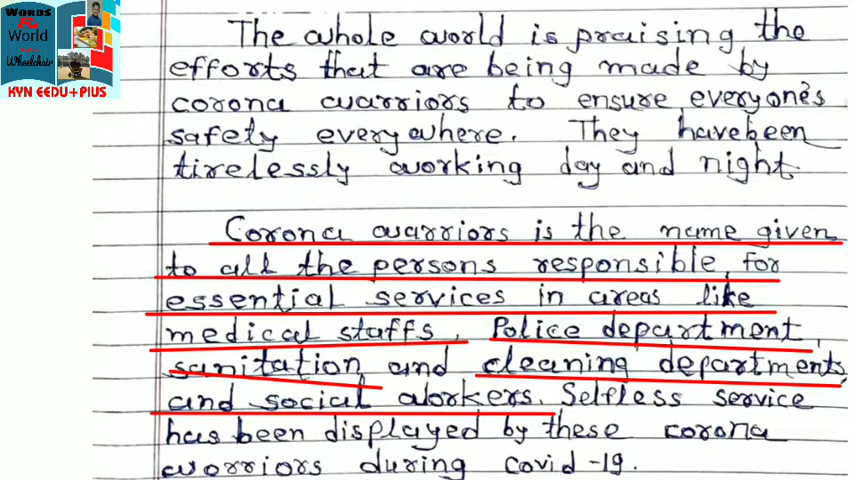 WORDS
R
World
Wheelchair
KYN EEDU+PlUS
The whole world is praising the
efforts that are being made by
corona warriors to ensure everyone's
safety everywhere. They havebeen
tirelessly working day and night.
Corona warriors is the name given
to all the persons responsible for
essential services in areas like
medical staffs, Police department,
sanitation and cleaning departments,
and social workers. Selfless service
has been displayed by these corona
worriors during covid-19.